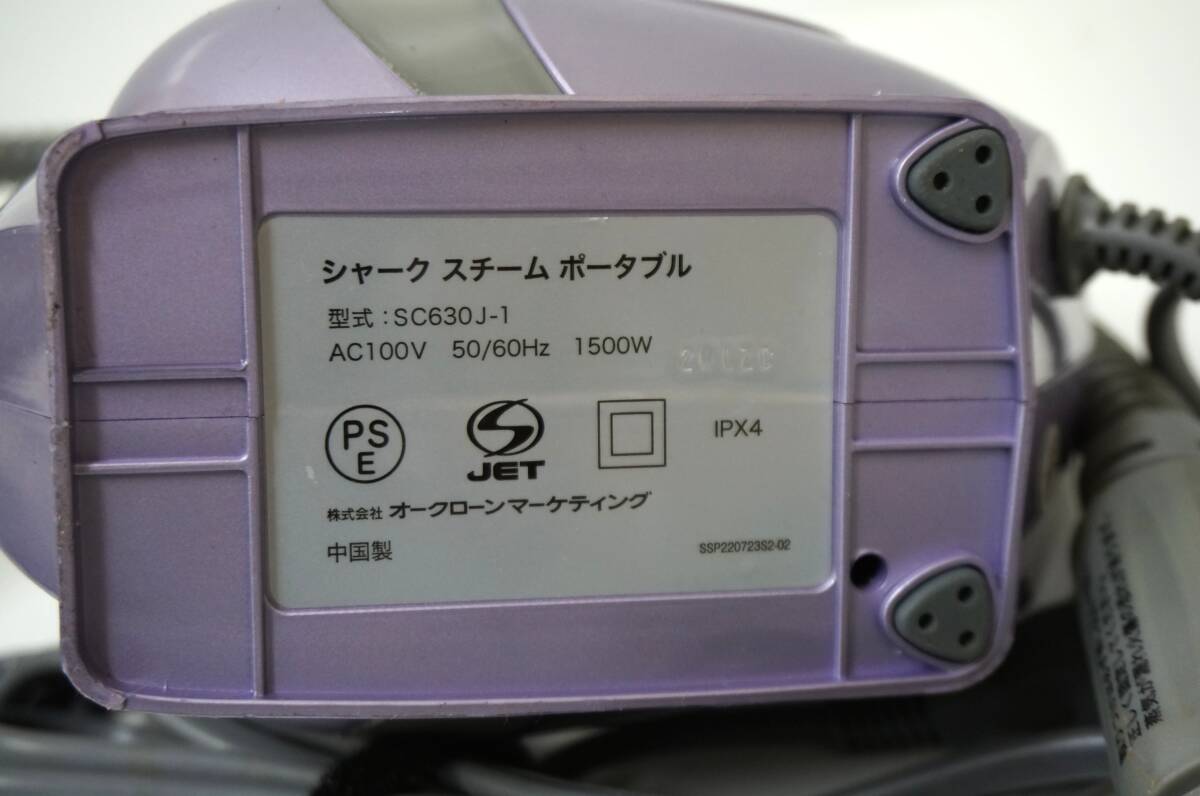 シャーク スチーム ポータブル
型式 : SC630J-1
AC100V 50/60Hz 1500W
PS
E
JET
IPX4
株式会社 オークローンマーケティング
中国製
SSP220723S2-02